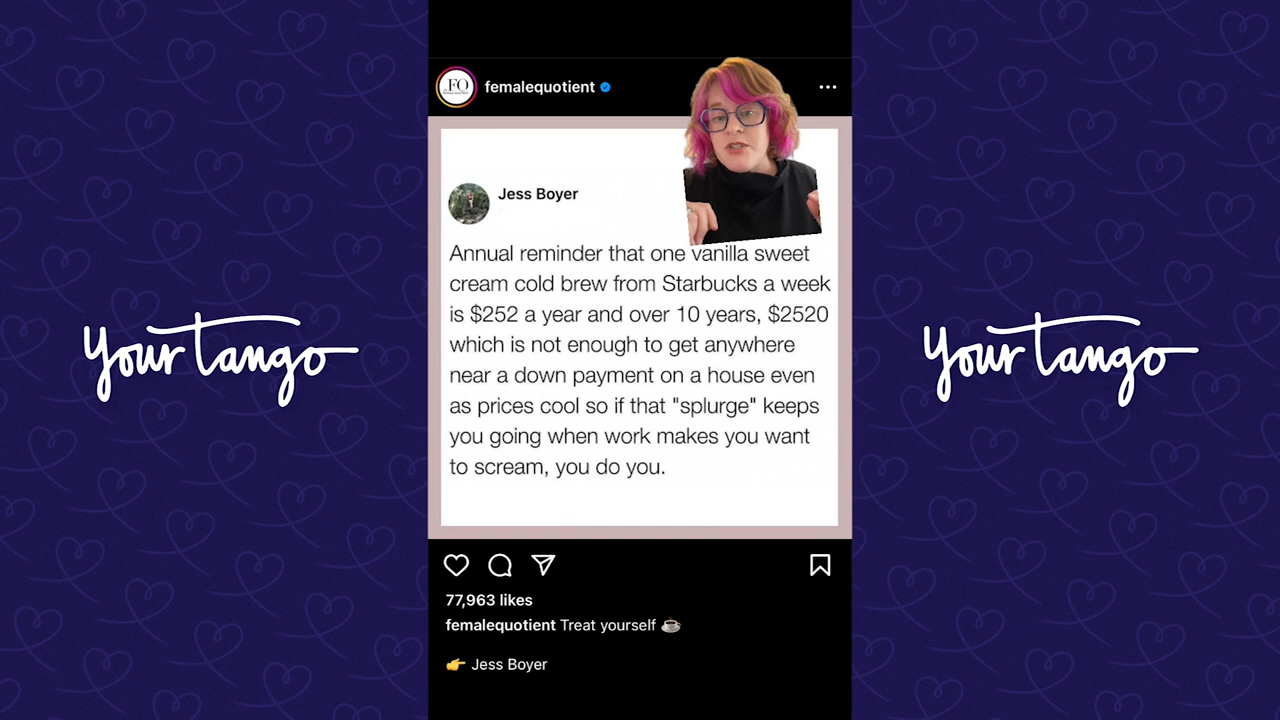 femalequotient
FQ
Jess Boyer
Annual reminder that one vanilla sweet
cream cold brew from Starbucks a week
is $252 a year and over 10 years, $2520
which is not enough to get anywhere
near a down payment on a house even
as prices cool so if that "splurge" keeps
you going when work makes you want
to scream, you do you.
77,963 likes
femalequotient Treat yourself ☕
👉 Jess Boyer
YourTango
YourTango